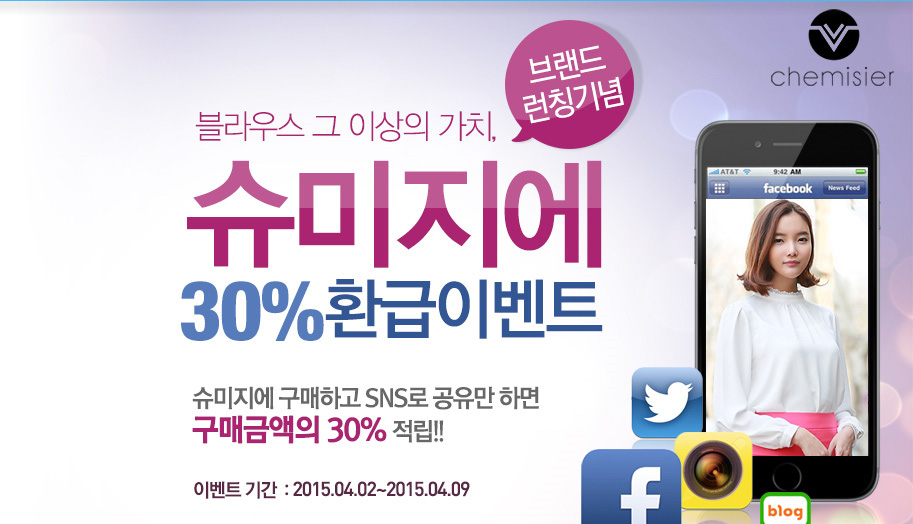 chemisier
브랜드
런칭기념
블라우스 그 이상의 가치,
슈미지에
30% 환급이벤트
슈미지에 구매하고 SNS로 공유만 하면
구매금액의 30% 적립!!
이벤트 기간 : 2015.04.02~2015.04.09
AT&T 9:42 AM
facebook News Feed
f
blog